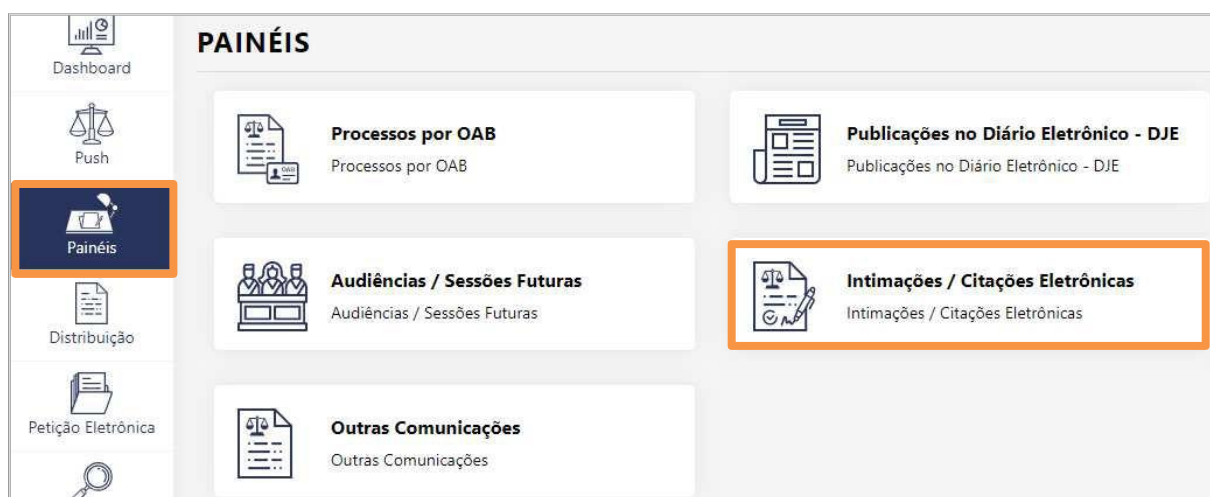 Dashboard
Push
Painéis
Distribuição
Petição Eletrônica
PAINÉIS
Processos por OAB
Processos por OAB
Publicações no Diário Eletrônico - DJE
Publicações no Diário Eletrônico - DJE
Audiências / Sessões Futuras
Audiências / Sessões Futuras
Intimações / Citações Eletrônicas
Intimações / Citações Eletrônicas
Outras Comunicações
Outras Comunicações